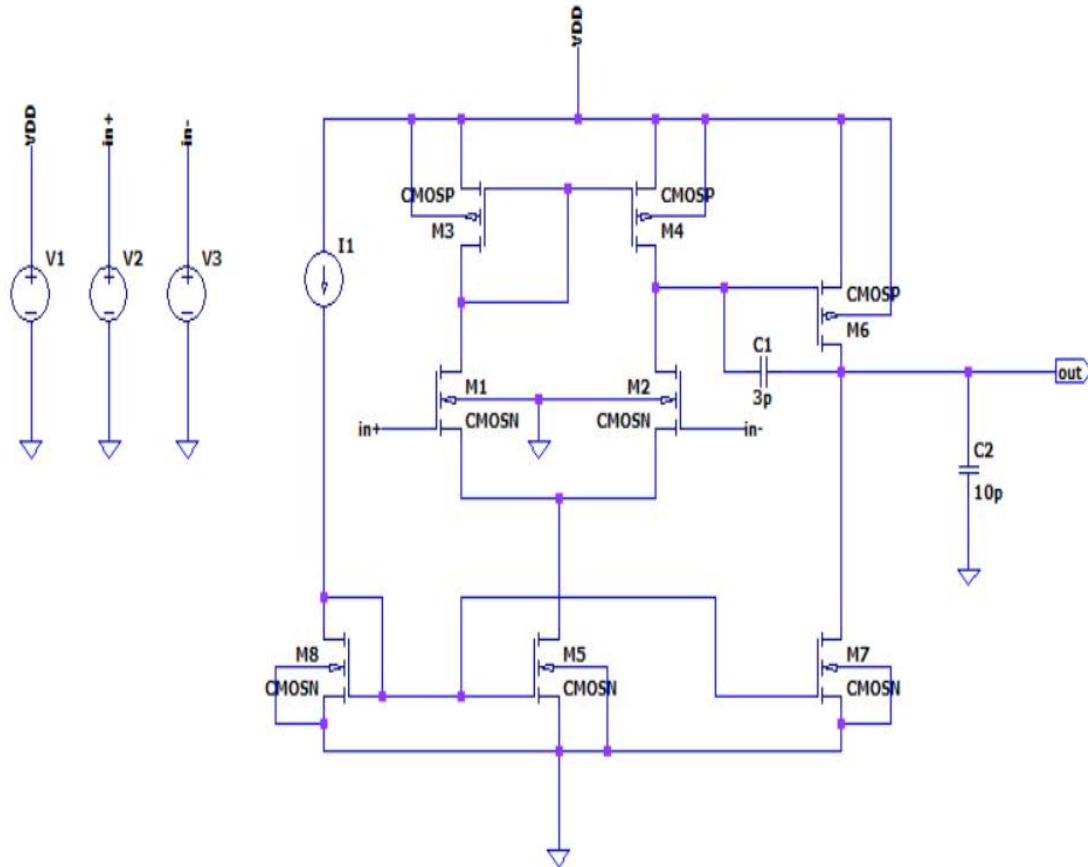 VDD
VDD
in+
in-
CMOSP
CMOSP
M3
M4
V1
V2
V3
I1
CMOSP
M6
C1
3p
M1
M2
out
CMOSN
CMOSN
in+
in-
C2
10p
M8
M5
M7
CMOSN
CMOSN
CMOSN